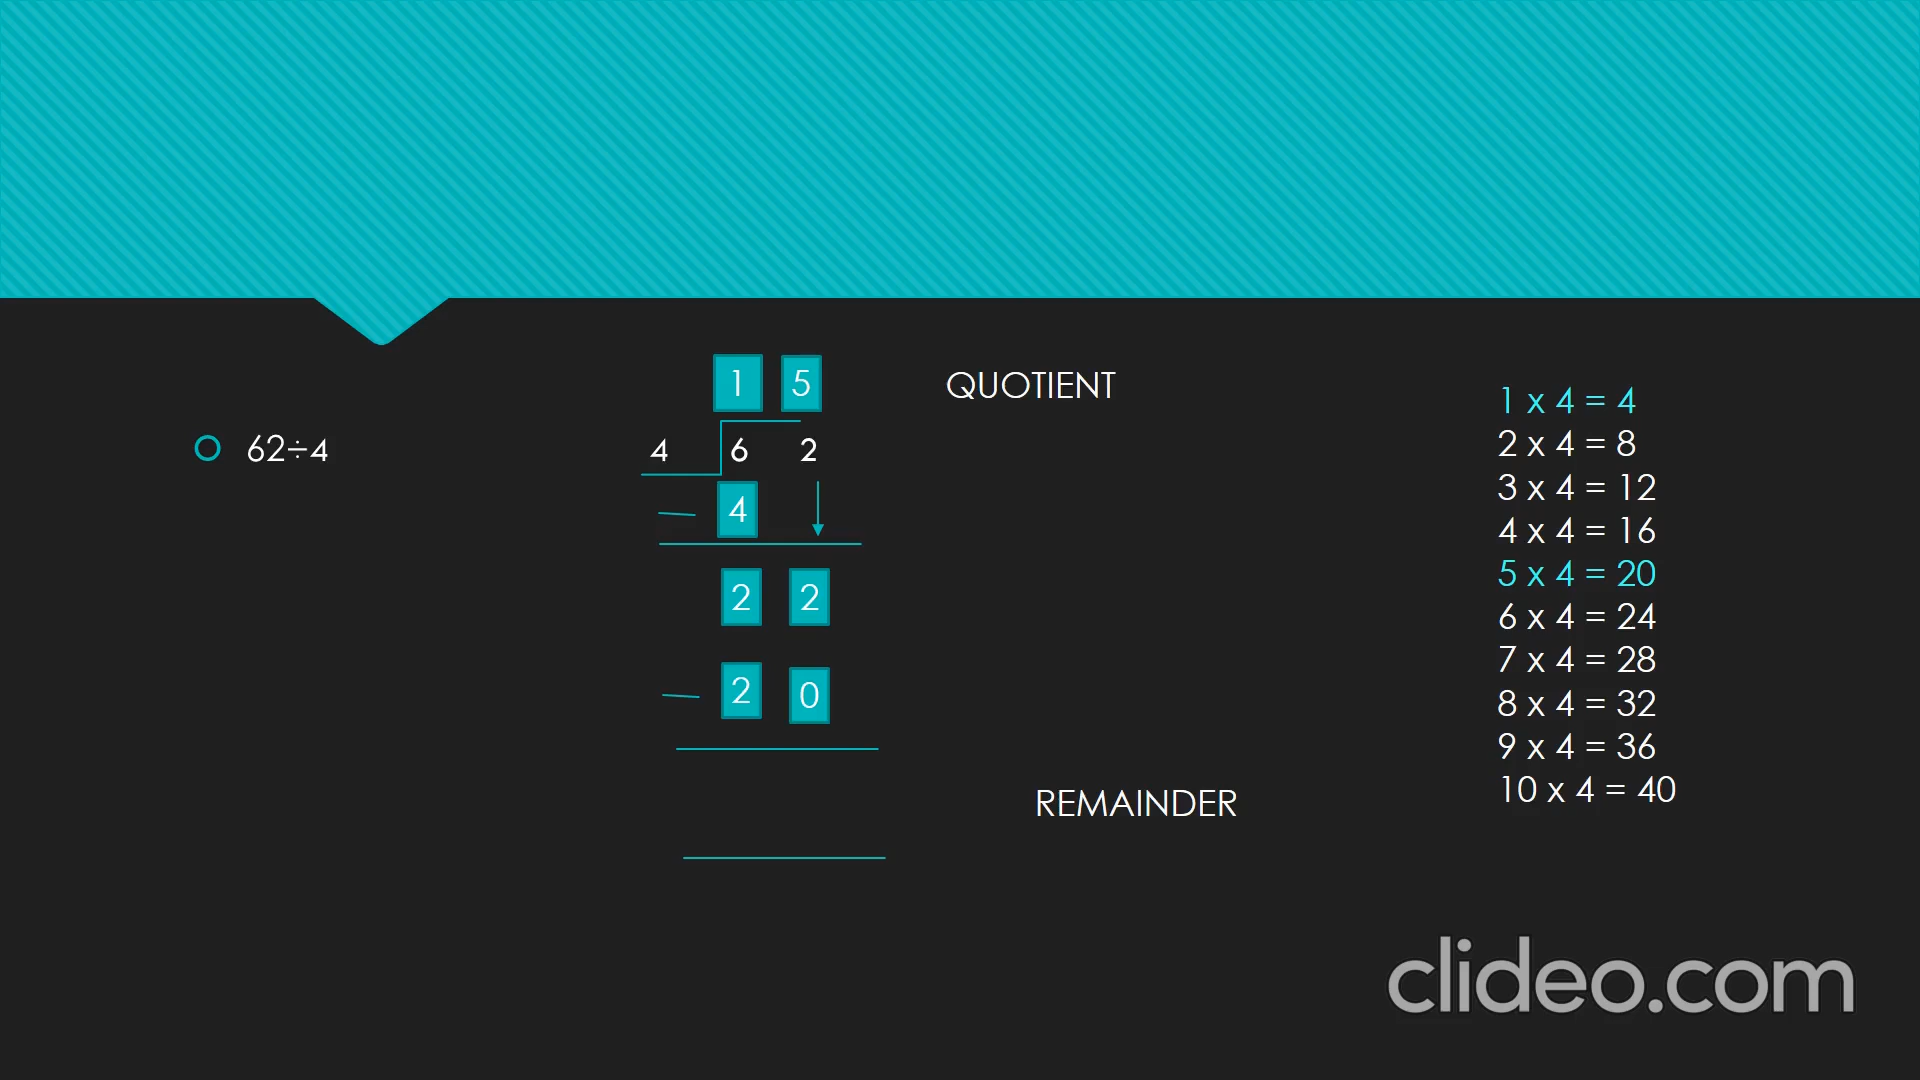 1 5 QUOTIENT
62÷4
4 6 2
4
2 2
2 0
REMAINDER
1 x 4 = 4
2 x 4 = 8
3 x 4 = 12
4 x 4 = 16
5 x 4 = 20
6 x 4 = 24
7 x 4 = 28
8 x 4 = 32
9 x 4 = 36
10 x 4 = 40
clideo.com